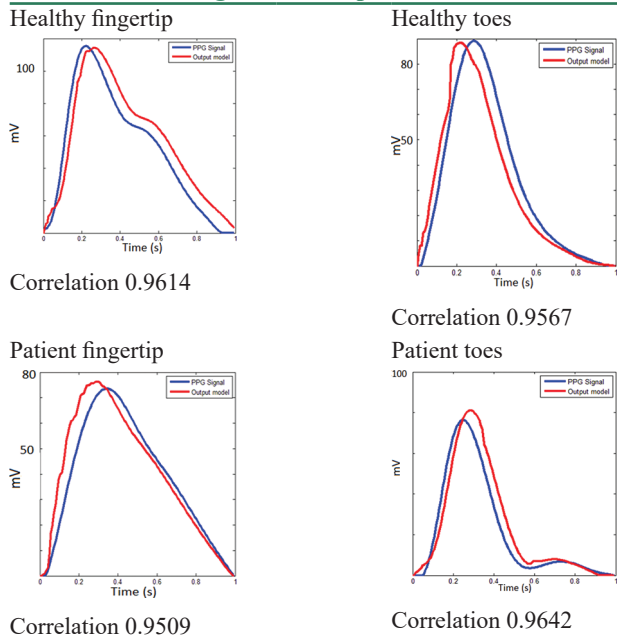 Healthy fingertip
100
mV
PPG Signal
Output model
0 0.2 0.4 0.6 0.8 1
Time (s)
Correlation 0.9614
Healthy toes
80
50
mV
PPG Signal
Output model
0 0.2 0.4 0.6 0.8 1
Time (s)
Correlation 0.9567
Patient fingertip
80
50
mV
PPG Signal
Output model
0 0.2 0.4 0.6 0.8 1
Time (s)
Correlation 0.9509
Patient toes
100
mV
PPG Signal
Output model
0 0.2 0.4 0.6 0.8 1
Time (s)
Correlation 0.9642